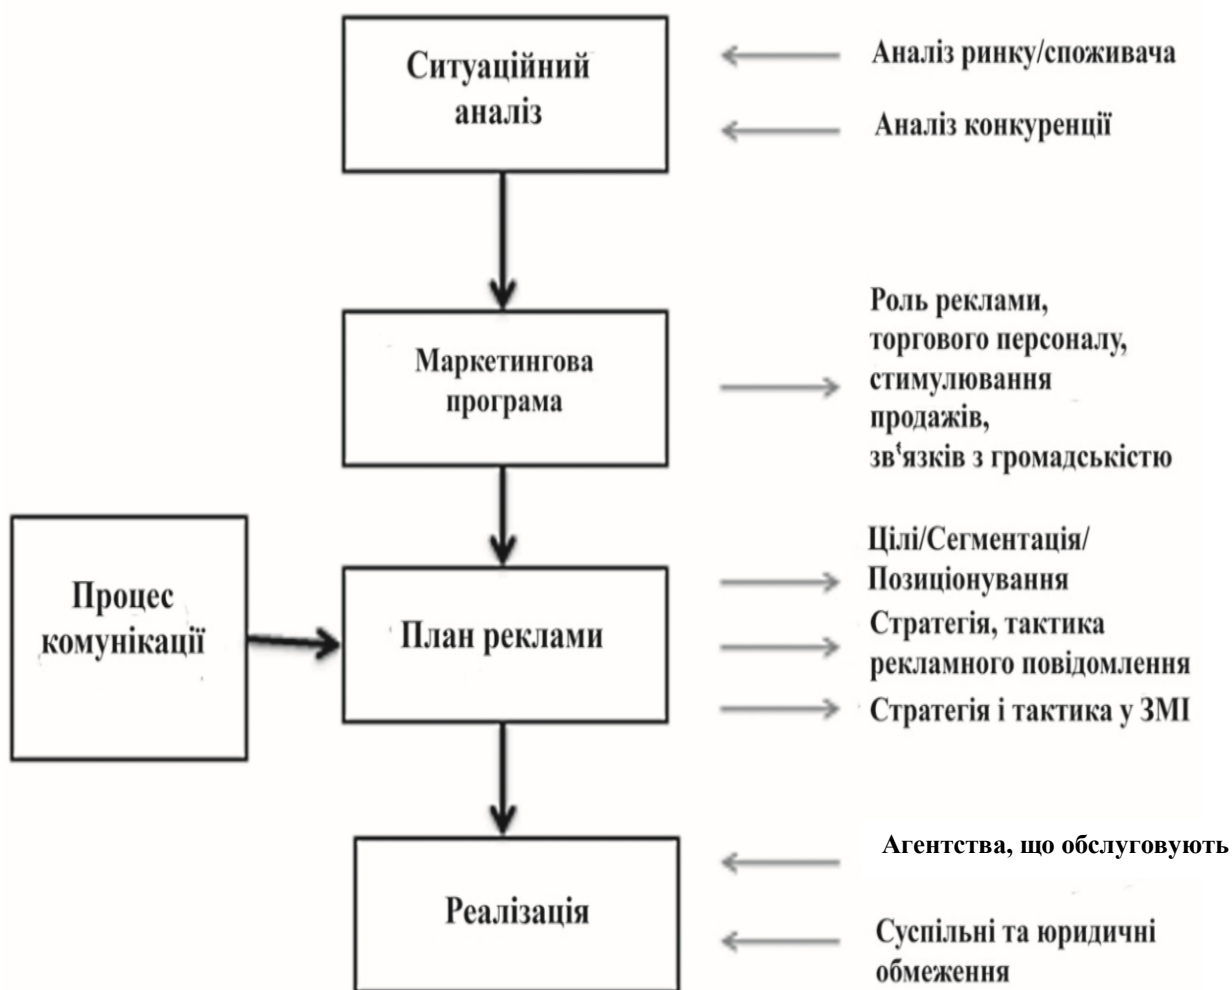 Ситуаційний
аналіз
Аналіз ринку/споживача
Аналіз конкуренції
Маркетингова
програма
Роль реклами,
торгового персоналу,
стимулювання
продажів,
зв'язків з громадськістю
Процес
комунікації
План реклами
Цілі/Сегментація/
Позиціонування
Стратегія, тактика
рекламного повідомлення
Стратегія і тактика у ЗМІ
Реалізація
Агентства, що обслуговують
Суспільні та юридичні
обмеження